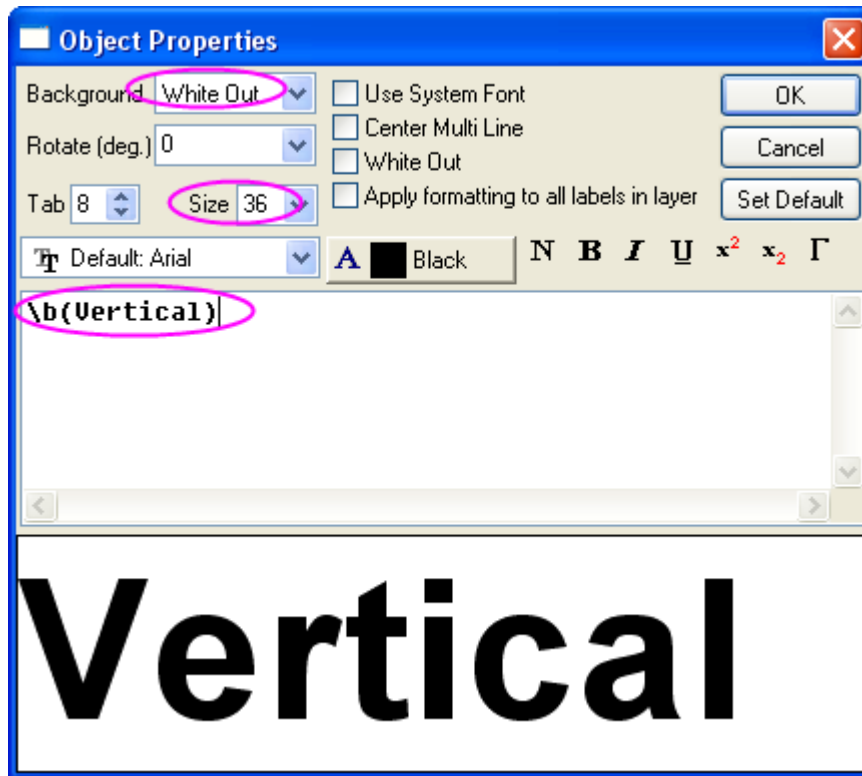 Object Properties
Background White Out
Use System Font
OK
Center Multi Line
Rotate (deg.) 0
White Out
Cancel
Tab 8 Size 36
Apply formatting to all labels in layer
Set Default
Default: Arial
A Black N B I U x² x₂ Γ
\b(Vertical)
Vertical